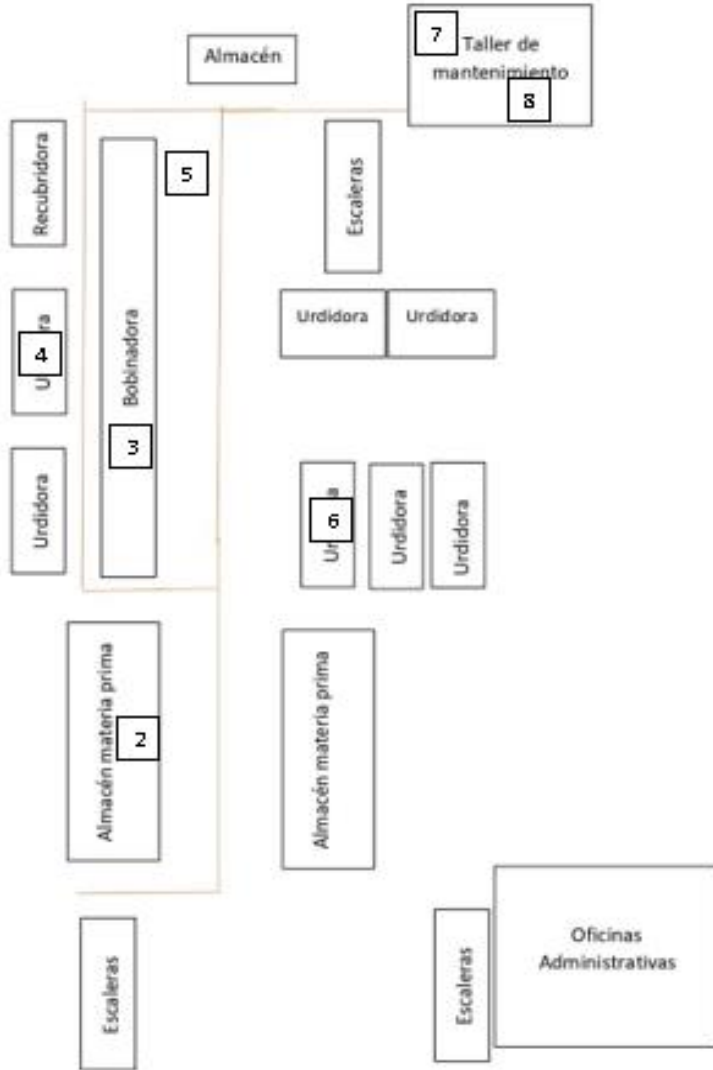 7
Taller de
mantenimiento
8
Almacén
Recubridora
5
Escaleras
Urdidora
Urdidora
4
Bobinadora
3
Urdidora
6
Urdidora
Urdidora
Almacén materia prima
2
Almacén materia prima
Escaleras
Escaleras
Oficinas
Administrativas